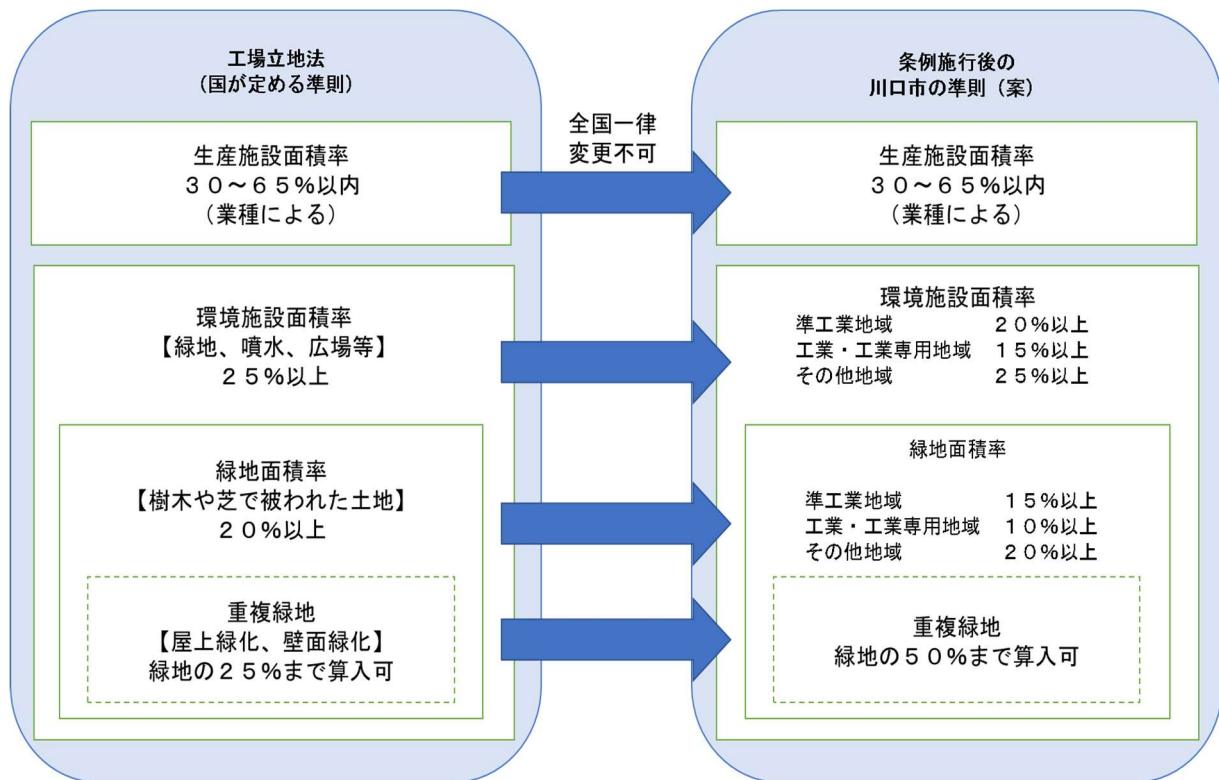 工場立地法
（国が定める準則）
生産施設面積率
３０～６５％以内
（業種による）
環境施設面積率
【緑地、噴水、広場等】
２５％以上
緑地面積率
【樹木や芝で被われた土地】
２０％以上
重複緑地
【屋上緑化、壁面緑化】
緑地の２５％まで算入可
全国一律
変更不可
条例施行後の
川口市の準則（案）
生産施設面積率
３０～６５％以内
（業種による）
環境施設面積率
準工業地域　２０％以上
工業・工業専用地域　１５％以上
その他地域　２５％以上
緑地面積率
準工業地域　１５％以上
工業・工業専用地域　１０％以上
その他地域　２０％以上
重複緑地
緑地の５０％まで算入可